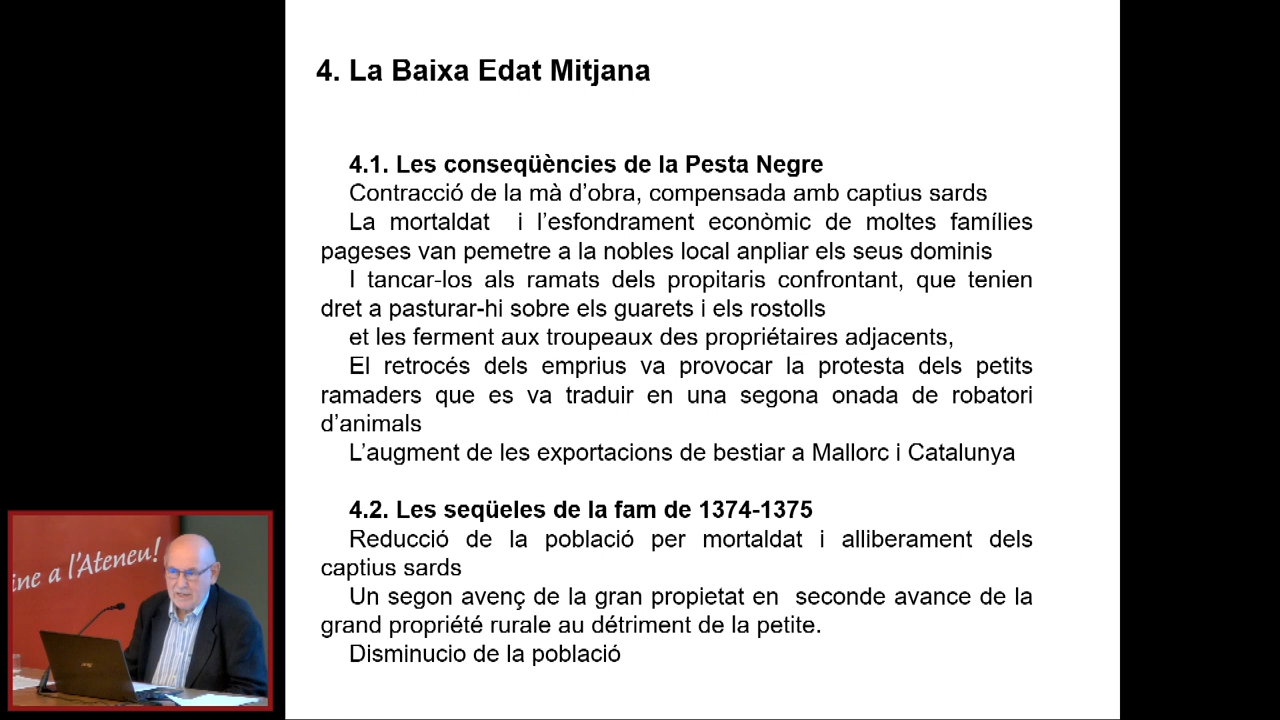 4. La Baixa Edat Mitjana
4.1. Les conseqüències de la Pesta Negre
Contracció de la mà d’obra, compensada amb captius sards
La mortaldat i l’esfondrament econòmic de moltes famílies
pageses van pemetre a la nobles local anpliar els seus dominis
I tancar-los als ramats dels propitaris confrontant, que tenien
dret a pasturar-hi sobre els guarets i els rostolls
et les ferment aux troupeaux des propriétaires adjacents,
El retrocés dels emprius va provocar la protesta dels petits
ramaders que es va traduir en una segona onada de robatori
d’animals
L’augment de les exportacions de bestiar a Mallorc i Catalunya
4.2. Les seqüeles de la fam de 1374-1375
Reducció de la població per mortaldat i alliberament dels
captius sards
Un segon avenç de la gran propietat en seconde avance de la
grand propriété rurale au détriment de la petite.
Disminucio de la població
ine a l’Ateneu!